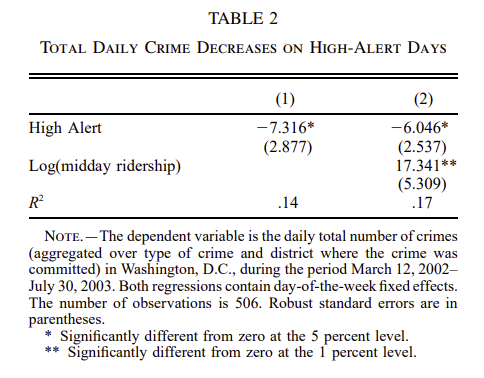 TABLE 2
Total Daily Crime Decreases on High-Alert Days
(1) (2)
High Alert −7.316* −6.046*
(2.877) (2.537)
Log(midday ridership) 17.341**
(5.309)
R² .14 .17
Note.—The dependent variable is the daily total number of crimes
(aggregated over type of crime and district where the crime was
committed) in Washington, D.C., during the period March 12, 2002–
July 30, 2003. Both regressions contain day-of-the-week fixed effects.
The number of observations is 506. Robust standard errors are in
parentheses.
* Significantly different from zero at the 5 percent level.
** Significantly different from zero at the 1 percent level.